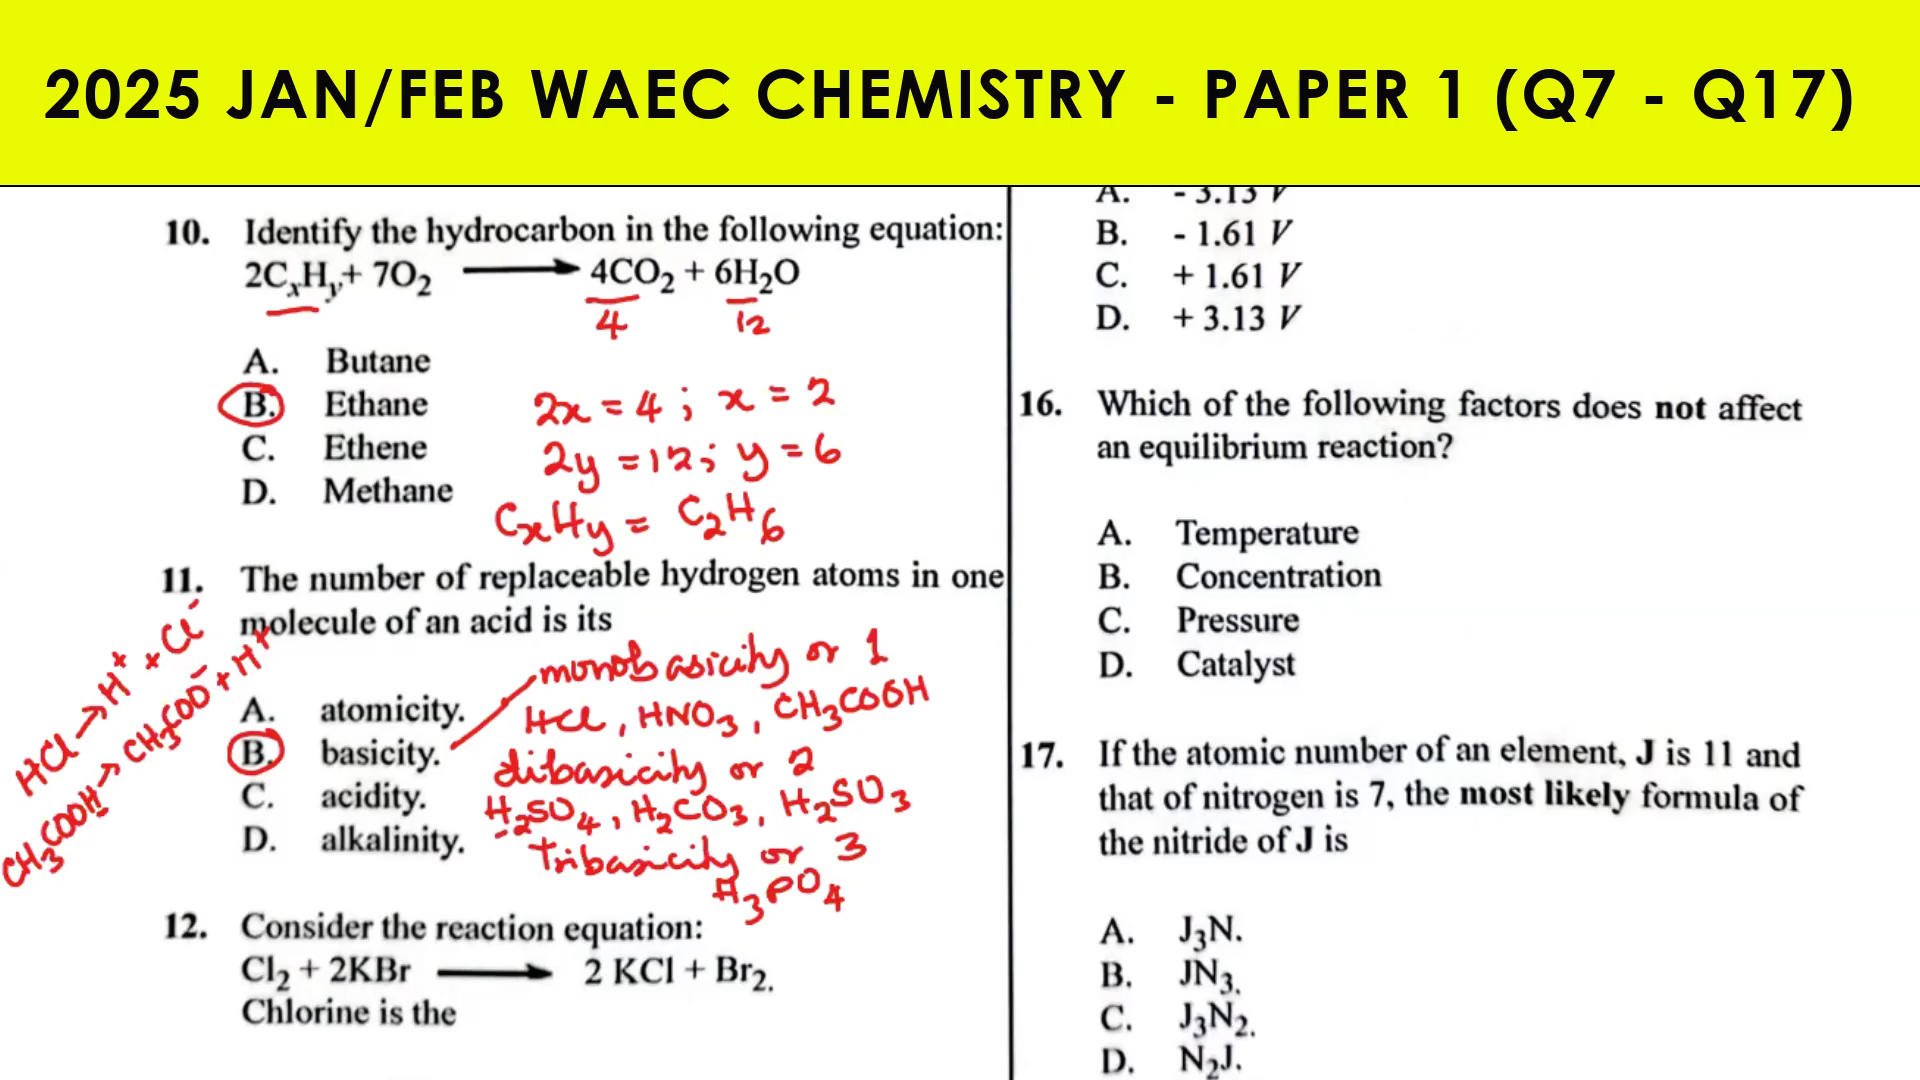 2025 JAN/FEB WAEC CHEMISTRY - PAPER 1 (Q7 - Q17)
10. Identify the hydrocarbon in the following equation:
2CxHy + 7O2 → 4CO2 + 6H2O
4 12
A. Butane
B. Ethane
C. Ethene
D. Methane
2x = 4 ; x = 2
2y = 12 ; y = 6
CxHy = C2H6
11. The number of replaceable hydrogen atoms in one
molecule of an acid is its
A. atomicity.
B. basicity.
C. acidity.
D. alkalinity.
HCl → H+ + Cl-
CH3COOH → CH3COO- + H+
monobasicity or 1
HCl, HNO3, CH3COOH
dibasicity or 2
H2SO4, H2CO3, H2SO3
Tribasicity or 3
H3PO4
12. Consider the reaction equation:
Cl2 + 2KBr → 2 KCl + Br2.
Chlorine is the
A. - 3.13 V
B. - 1.61 V
C. + 1.61 V
D. + 3.13 V
16. Which of the following factors does not affect
an equilibrium reaction?
A. Temperature
B. Concentration
C. Pressure
D. Catalyst
17. If the atomic number of an element, J is 11 and
that of nitrogen is 7, the most likely formula of
the nitride of J is
A. J3N.
B. JN3.
C. J3N2.
D. N2J.